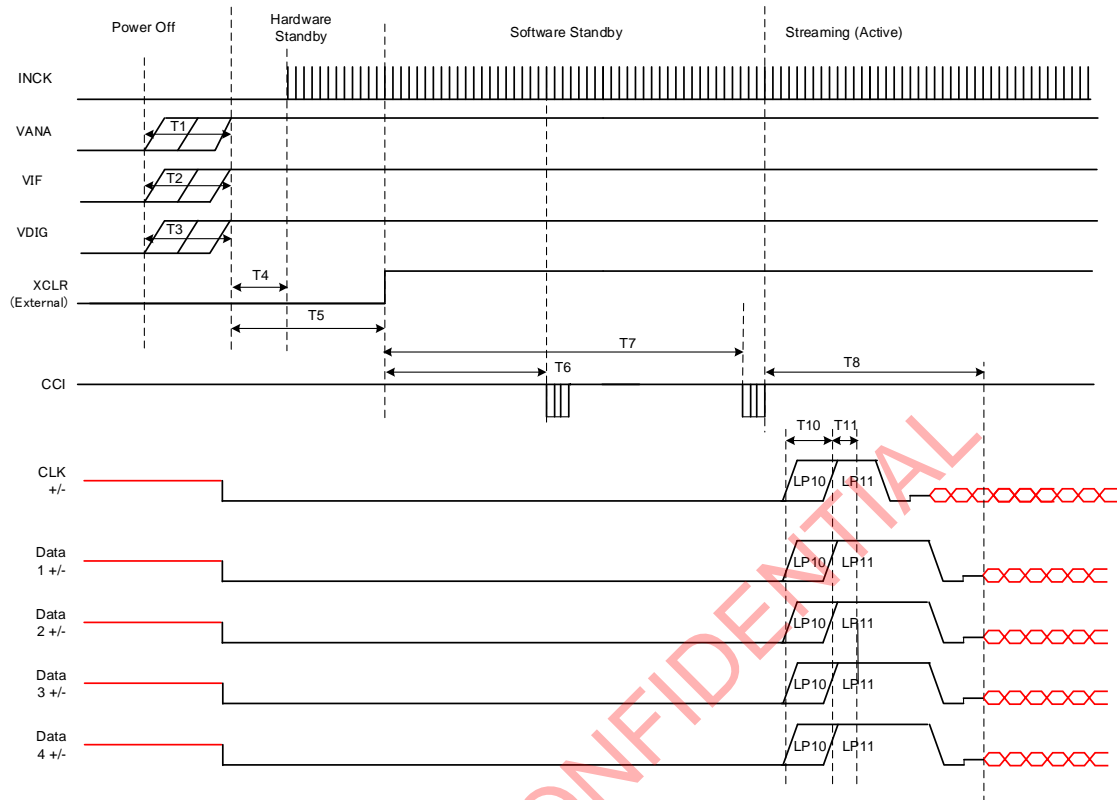 Power Off
Hardware
Standby
Software Standby
Streaming (Active)
INCK
VANA
T1
VIF
T2
VDIG
T3
XCLR
(External)
T4
T5
T7
T6
T8
CCI
T10
T11
CLK
+/-
LP10
LP11
Data
1 +/-
LP10
LP11
Data
2 +/-
LP10
LP11
Data
3 +/-
LP10
LP11
Data
4 +/-
LP10
LP11
ONFIDENTIAL